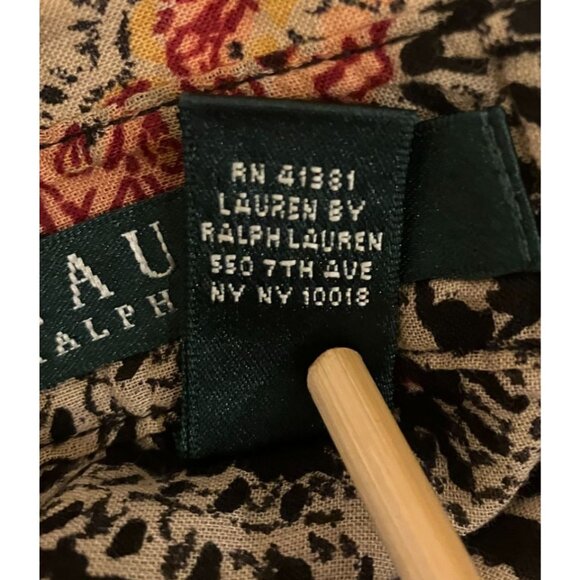 RN 41381
LAUREN BY
RALPH LAUREN
550 7TH AVE
NY NY 10018
AU
RALPH